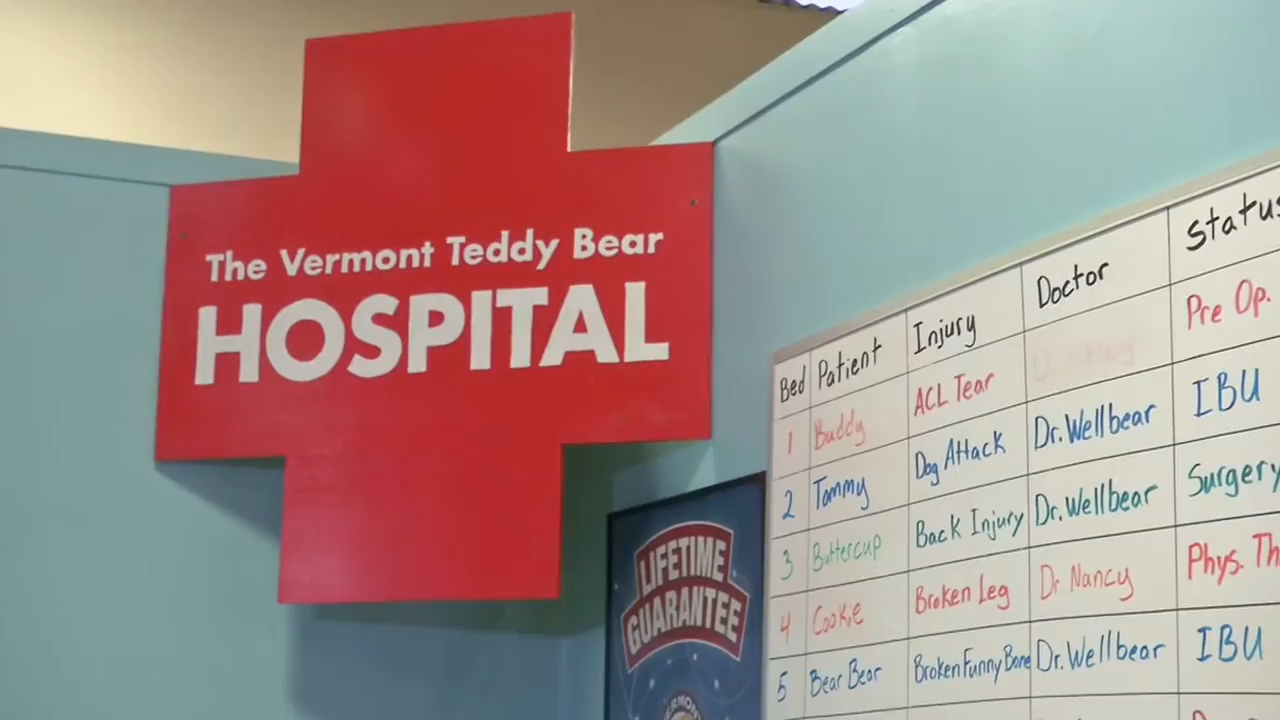 The Vermont Teddy Bear
HOSPITAL
LIFETIME
GUARANTEE
Bed Patient Injury Doctor Status
1 Buddy ACL Tear Pre Op.
2 Tommy Dog Attack Dr. Wellbear IBU
3 Buttercup Back Injury Dr. Wellbear Surgery
4 Cookie Broken Leg Dr Nancy Phys. Th
5 Bear Bear Broken Funny Bone Dr. Wellbear IBU